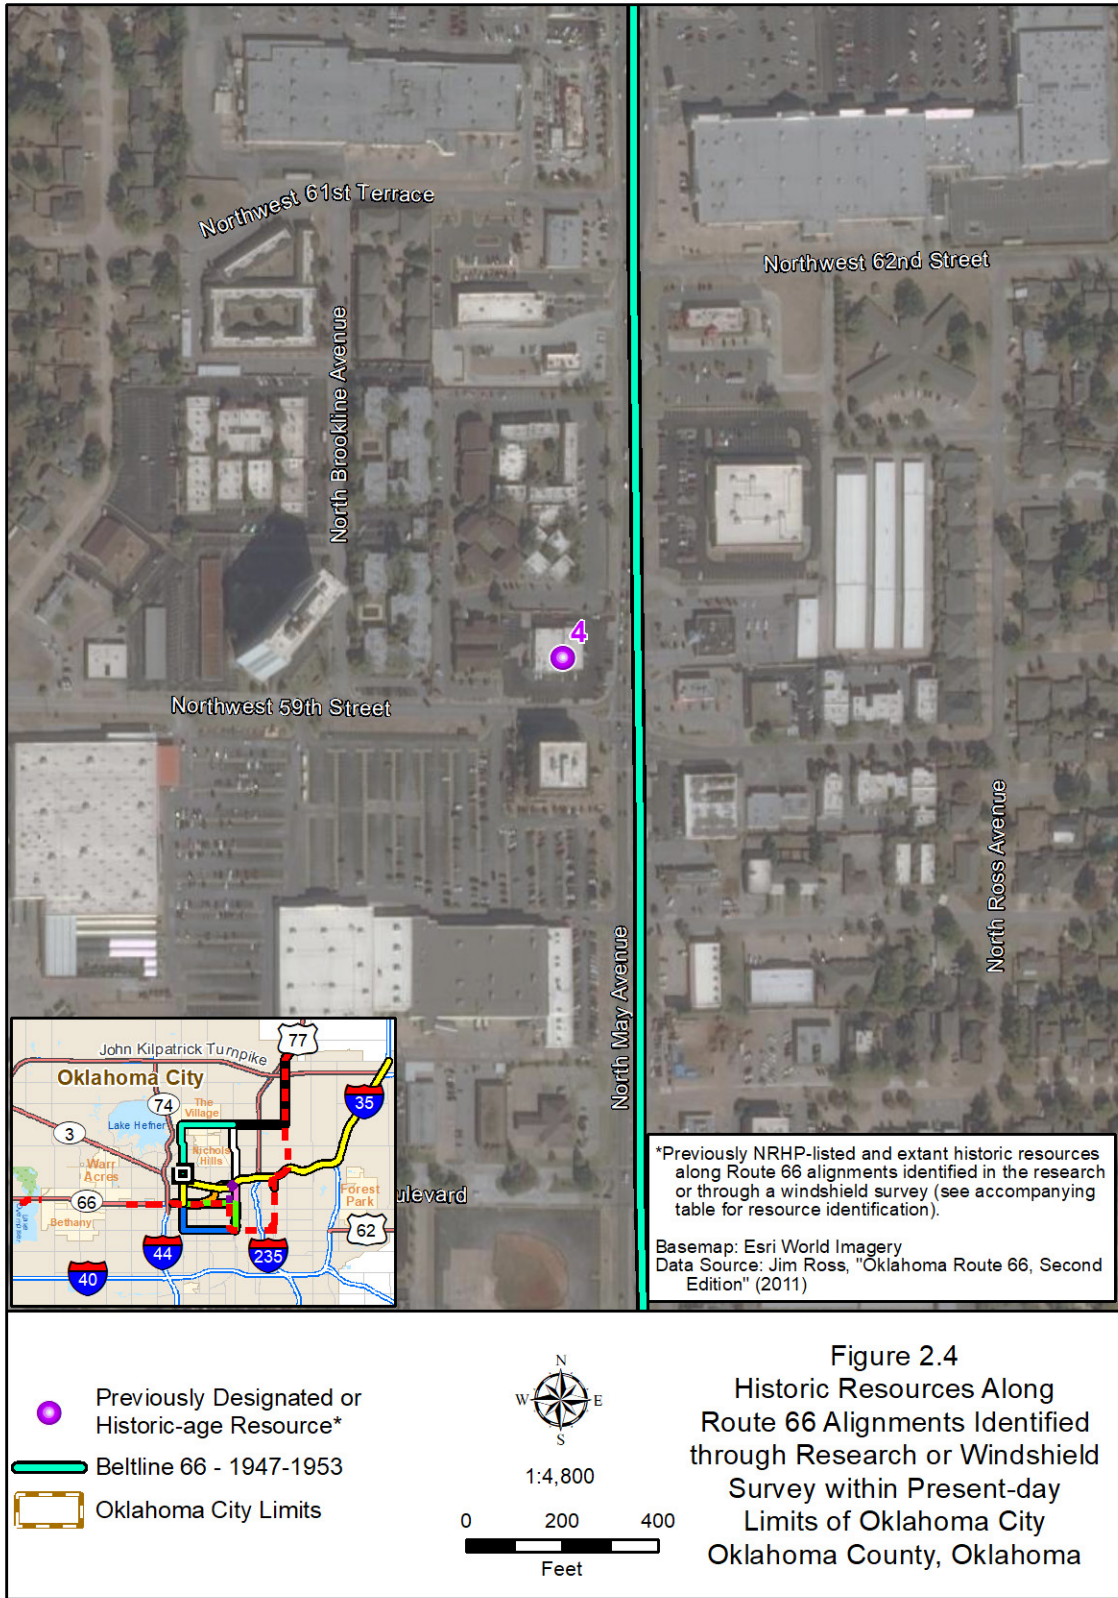 Northwest 61st Terrace
Northwest 62nd Street
North Brookline Avenue
4
Northwest 59th Street
North Ross Avenue
North May Avenue
ulevard
77
John Kilpatrick Turnpike
Oklahoma City
The
Village
74
35
Lake Hefner
3
Nichols
Hills
Warr
Acres
66
Forest
Park
Bethany
62
44
235
40
*Previously NRHP-listed and extant historic resources
along Route 66 alignments identified in the research
or through a windshield survey (see accompanying
table for resource identification).
Basemap: Esri World Imagery
Data Source: Jim Ross, "Oklahoma Route 66, Second
Edition" (2011)
Previously Designated or
Historic-age Resource*
Beltline 66 - 1947-1953
Oklahoma City Limits
N
W E
S
1:4,800
0 200 400
Feet
Figure 2.4
Historic Resources Along
Route 66 Alignments Identified
through Research or Windshield
Survey within Present-day
Limits of Oklahoma City
Oklahoma County, Oklahoma